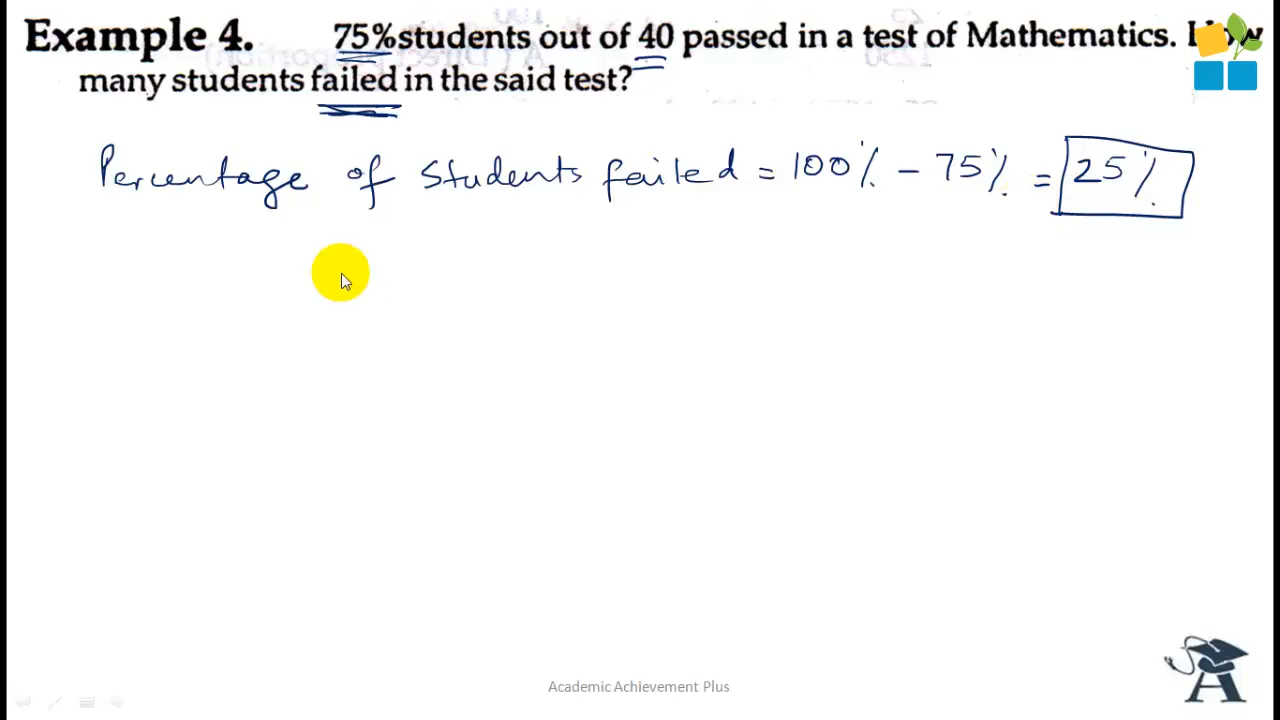 Example 4. 75% students out of 40 passed in a test of Mathematics. How
many students failed in the said test?
Percentage of students failed = 100% - 75% = 25%
Academic Achievement Plus